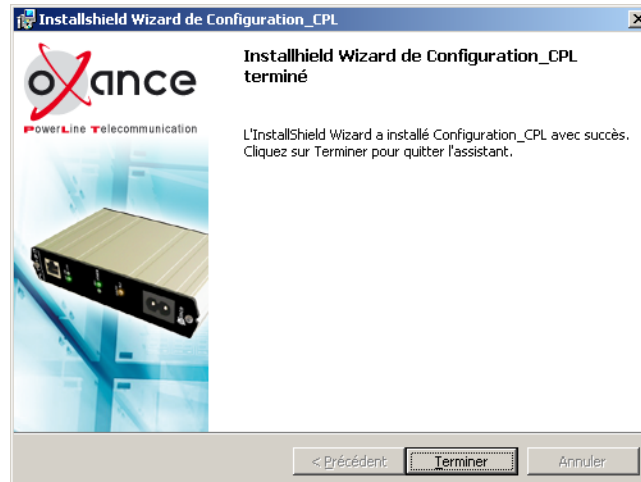 Installshield Wizard de Configuration_CPL
oXance
PowerLine Telecommunication
Installhield Wizard de Configuration_CPL
terminé
L'InstallShield Wizard a installé Configuration_CPL avec succès.
Cliquez sur Terminer pour quitter l'assistant.
< Précédent
Terminer
Annuler